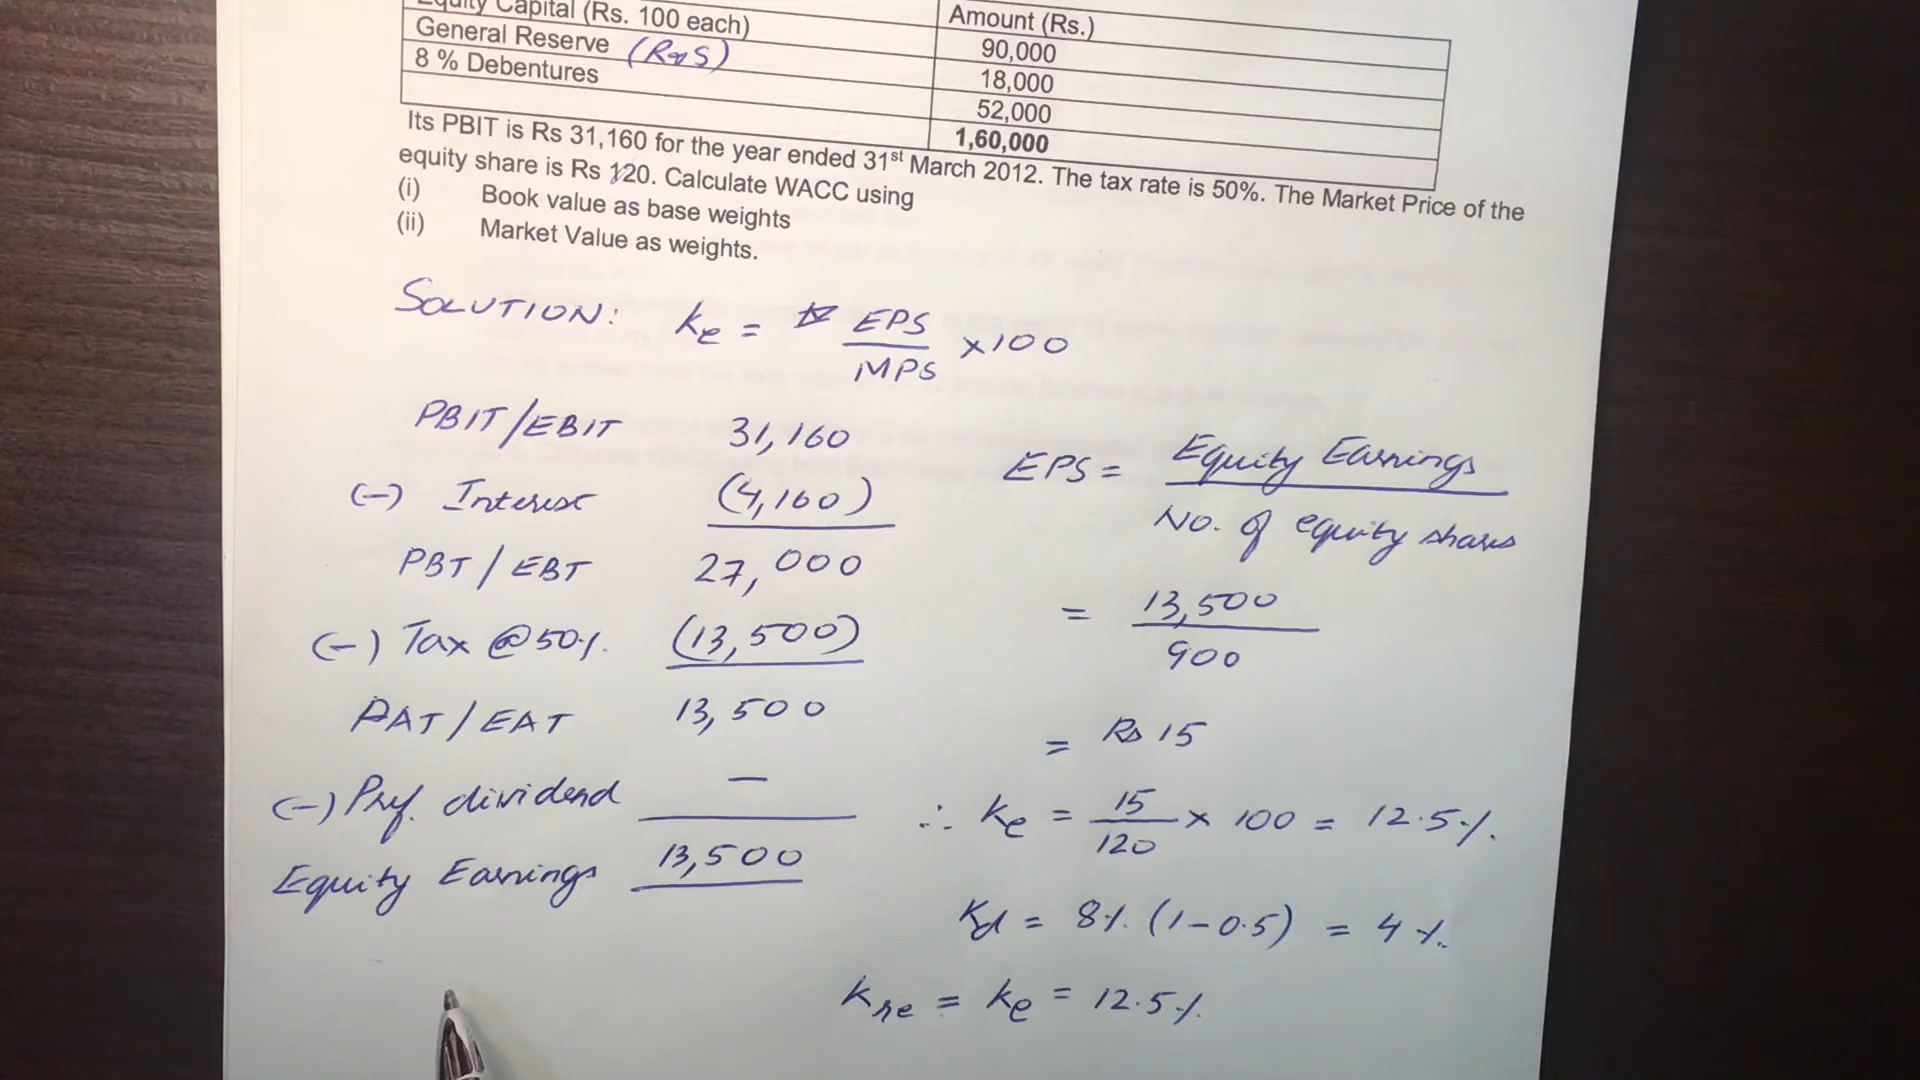 Equity Capital (Rs. 100 each)
Amount (Rs.)
General Reserve (R&S)
90,000
8 % Debentures
18,000
52,000
1,60,000
Its PBIT is Rs 31,160 for the year ended 31st March 2012. The tax rate is 50%. The Market Price of the
equity share is Rs 120. Calculate WACC using
(i) Book value as base weights
(ii) Market Value as weights.
SOLUTION: ke = EPS
MPS
×100
PBIT/EBIT 31,160
(-) Interest (4,160)
PBT/EBT 27,000
(-) Tax @50%. (13,500)
PAT/EAT 13,500
(-) Pref. dividend —
Equity Earnings 13,500
EPS = Equity Earnings
No. of equity shares
= 13,500
900
= Rs 15
∴ ke = 15
120
× 100 = 12.5%.
Kd = 8%. (1-0.5) = 4%.
kre = ke = 12.5%